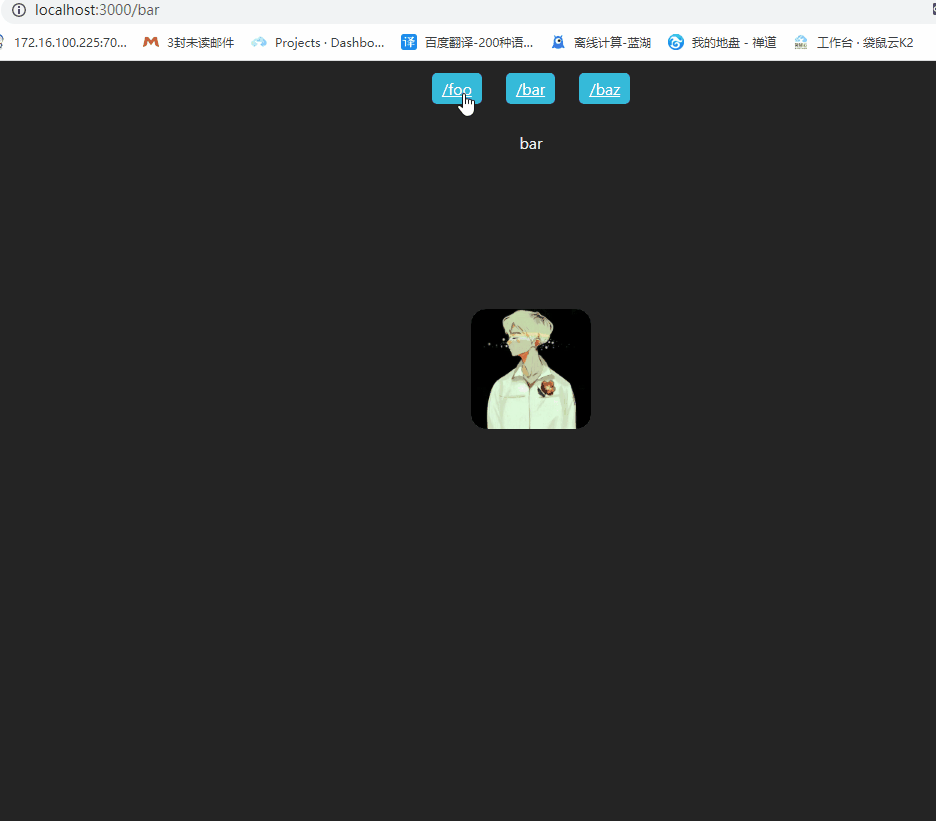 localhost:3000/bar
172.16.100.225:70... 3封未读邮件 Projects · Dashbo... 译 百度翻译-200种语... 离线计算-蓝湖 我的地盘 - 禅道 工作台 · 袋鼠云K2
/foo /bar /baz
bar